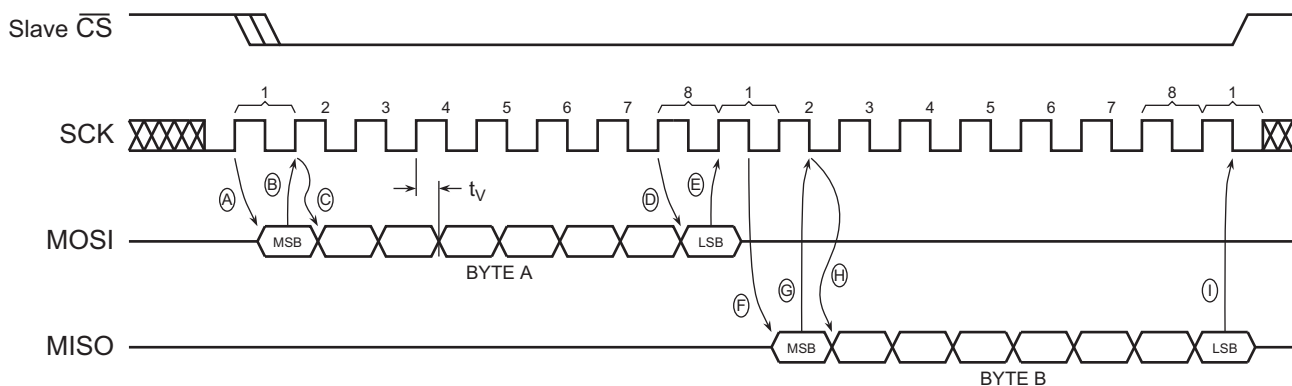 Slave CS
1 2 3 4 5 6 7 8 1 2 3 4 5 6 7 8 1
SCK
A B C tV D E
MOSI MSB LSB
BYTE A
F G H I
MISO MSB LSB
BYTE B